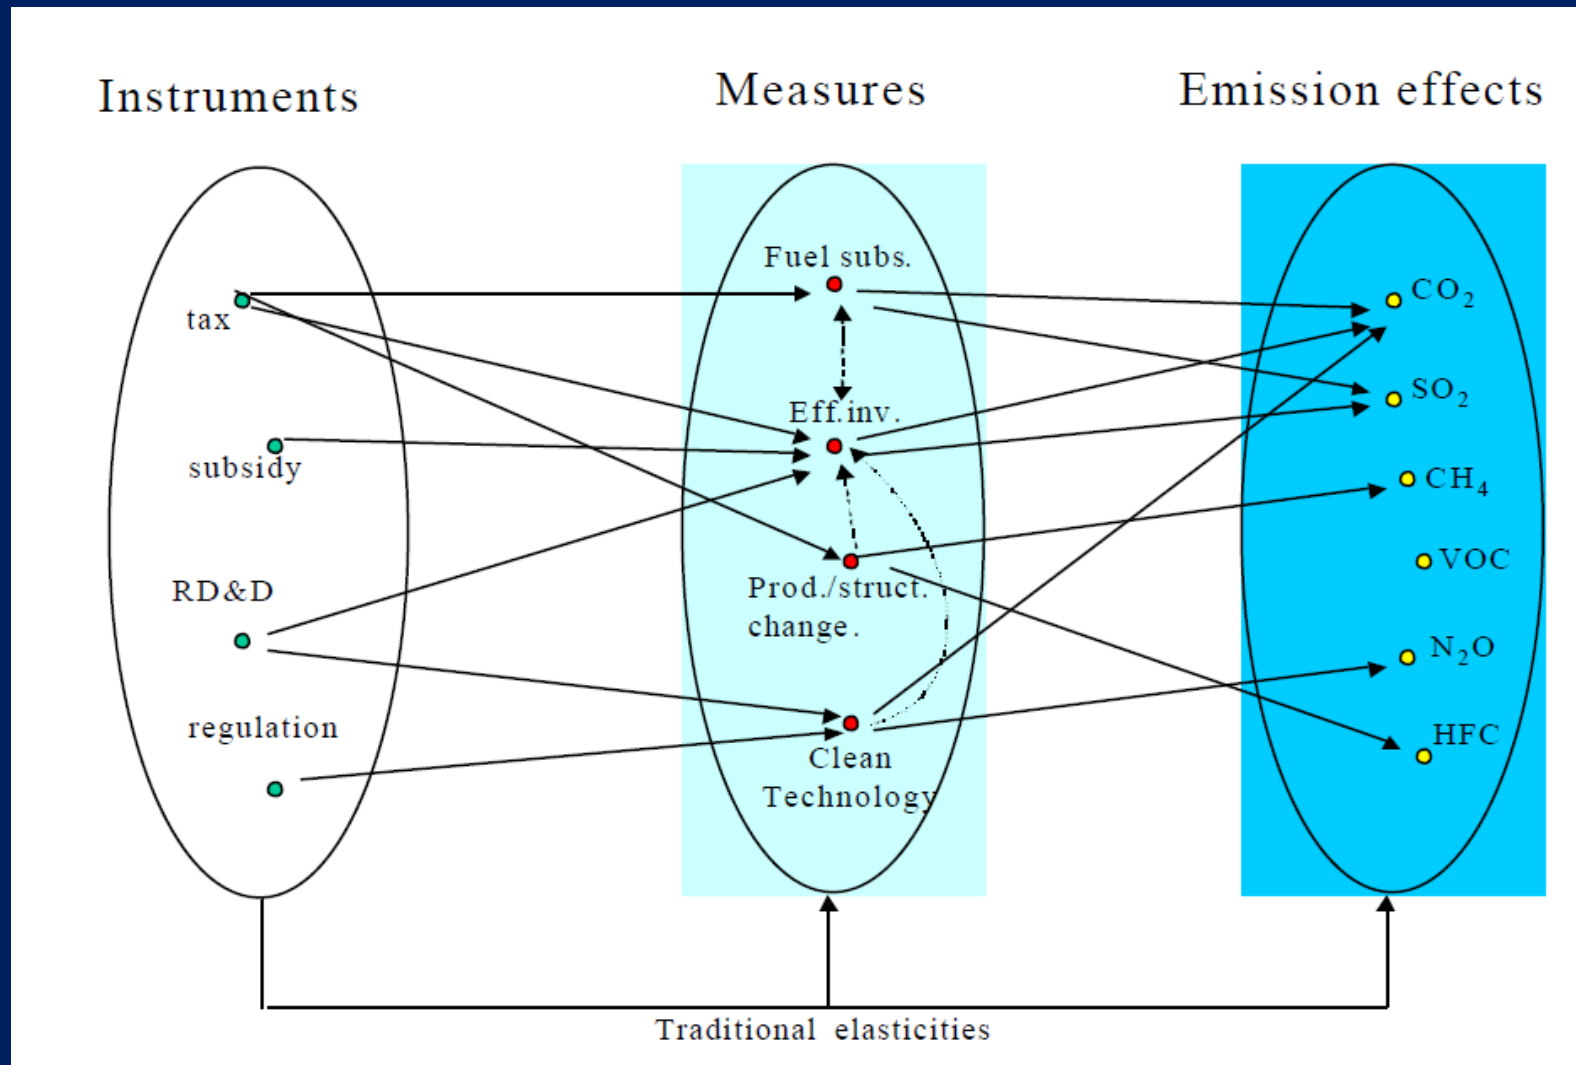 Instruments
Measures
Emission effects
tax
subsidy
RD&D
regulation
Fuel subs.
Eff.inv.
Prod./struct.
change.
Clean
Technology
CO₂
SO₂
CH₄
VOC
N₂O
HFC
Traditional elasticities